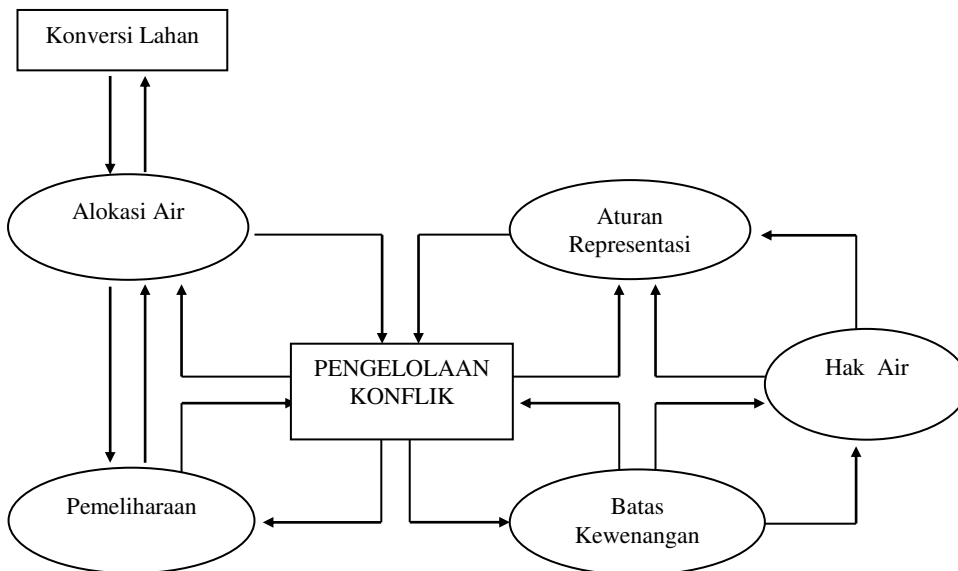 Konversi Lahan
Alokasi Air
Aturan
Representasi
PENGELOLAAN
KONFLIK
Hak Air
Pemeliharaan
Batas
Kewenangan